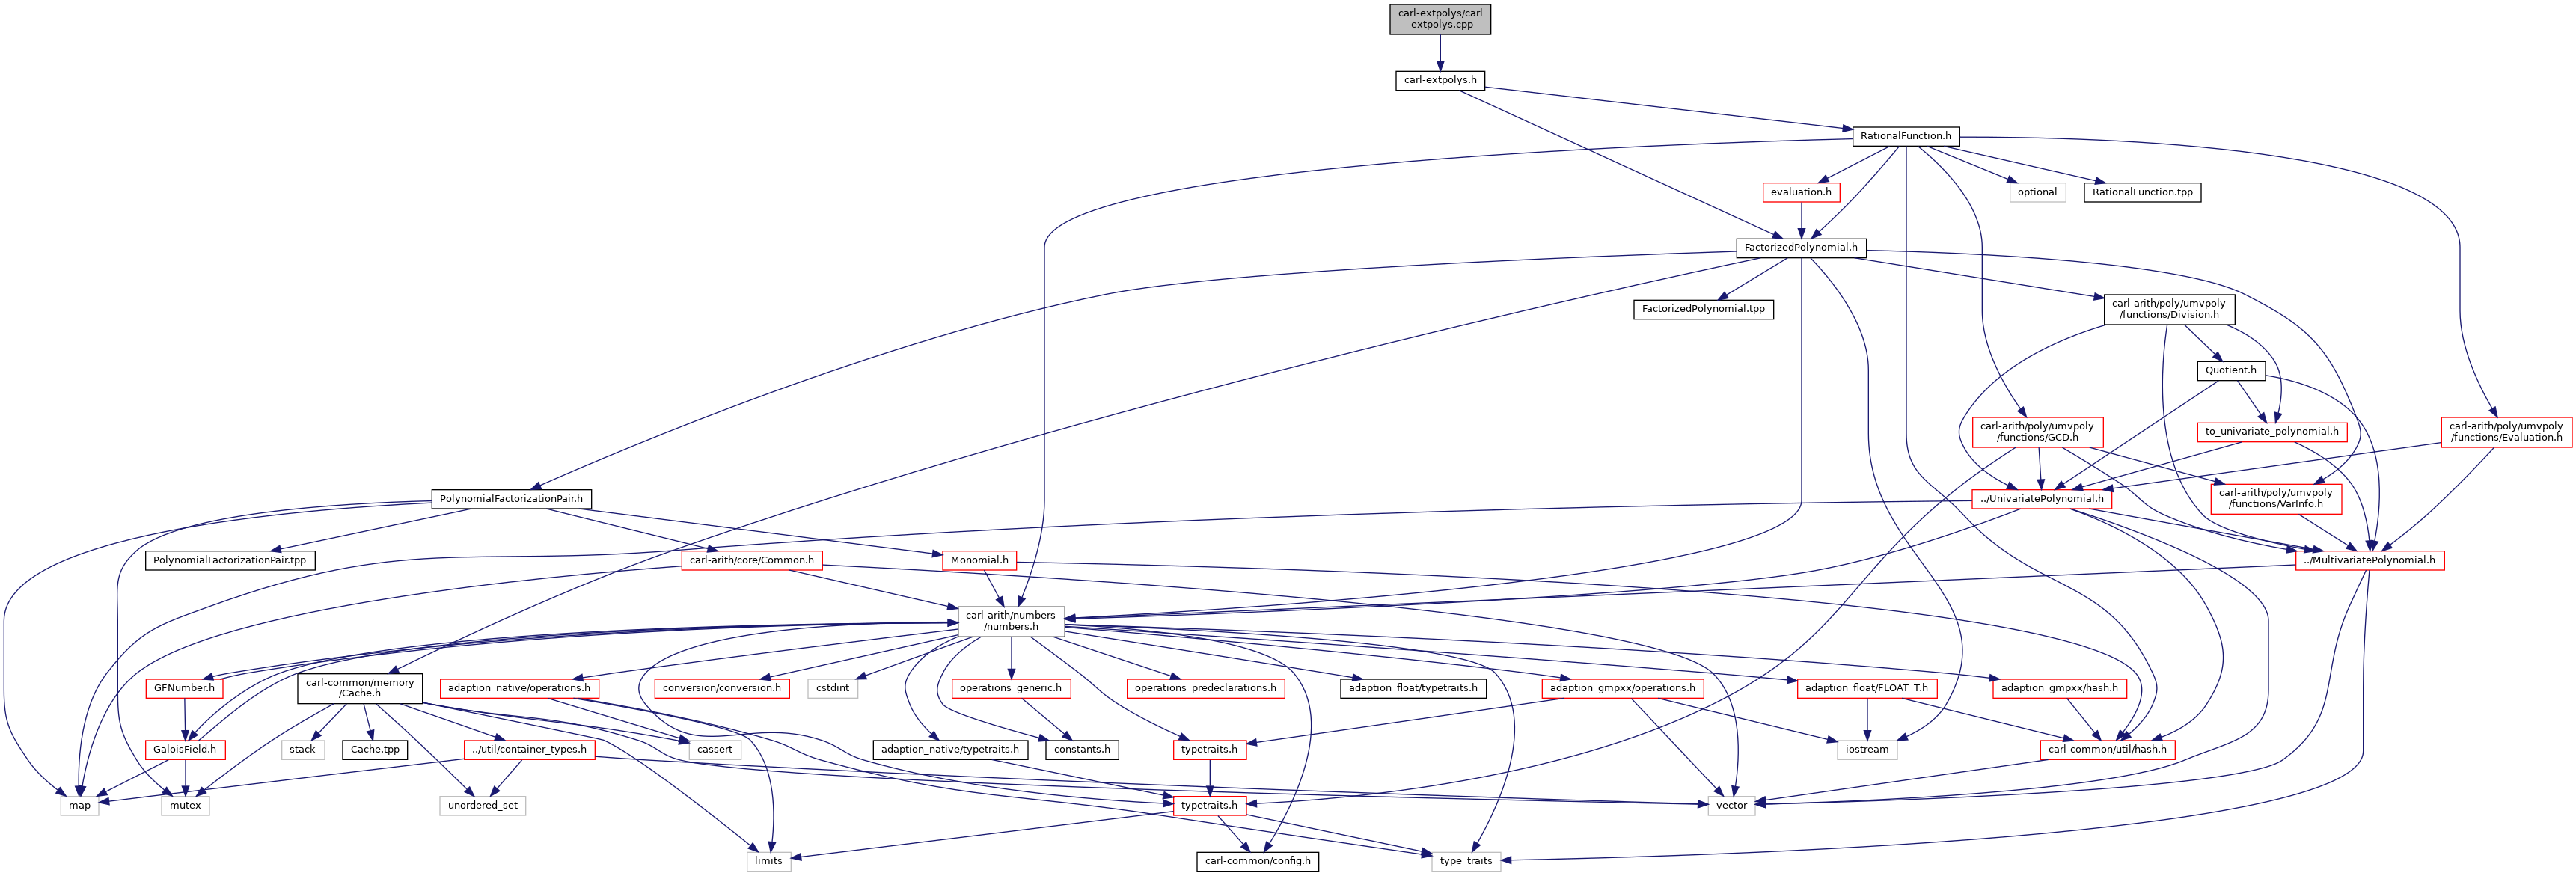 carl-extpolys/carl
-extpolys.cpp
carl-extpolys.h
RationalFunction.h
evaluation.h
optional
RationalFunction.tpp
FactorizedPolynomial.h
FactorizedPolynomial.tpp
carl-arith/poly/umvpoly
/functions/Division.h
Quotient.h
carl-arith/poly/umvpoly
/functions/GCD.h
to_univariate_polynomial.h
carl-arith/poly/umvpoly
/functions/Evaluation.h
PolynomialFactorizationPair.h
../UnivariatePolynomial.h
carl-arith/poly/umvpoly
/functions/VarInfo.h
PolynomialFactorizationPair.tpp
carl-arith/core/Common.h
Monomial.h
../MultivariatePolynomial.h
carl-arith/numbers
/numbers.h
GFNumber.h
carl-common/memory
/Cache.h
adaption_native/operations.h
conversion/conversion.h
cstdint
operations_generic.h
operations_predeclarations.h
adaption_float/typetraits.h
adaption_gmpxx/operations.h
adaption_float/FLOAT_T.h
adaption_gmpxx/hash.h
GaloisField.h
stack
Cache.tpp
../util/container_types.h
cassert
adaption_native/typetraits.h
constants.h
typetraits.h
iostream
carl-common/util/hash.h
map
mutex
unordered_set
typetraits.h
vector
limits
carl-common/config.h
type_traits